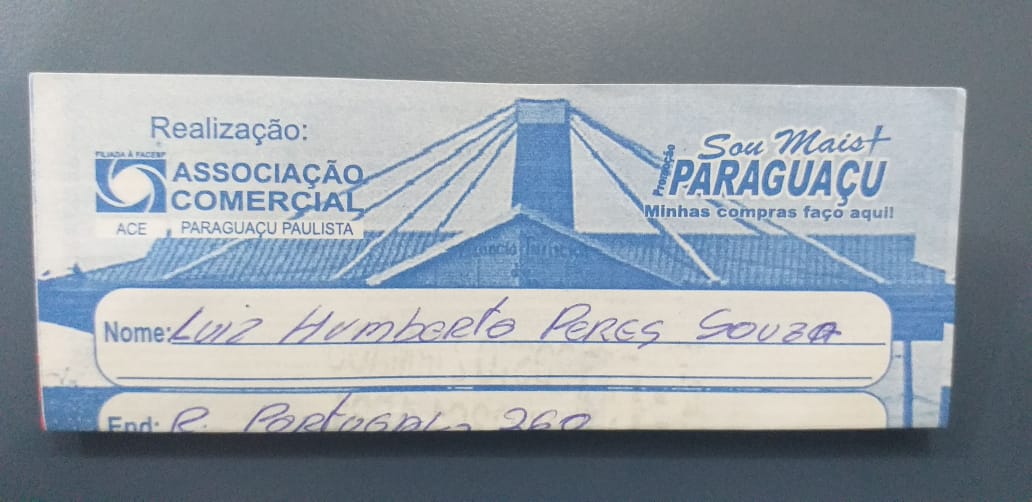 Realização:
FILIADA À FACESP
ASSOCIAÇÃO
COMERCIAL
ACE PARAGUAÇU PAULISTA
Promoção
Sou Mais+
PARAGUAÇU
Minhas compras faço aqui!
Nome: Luiz Humberto Peres Souza
End: R. Portugal, 260